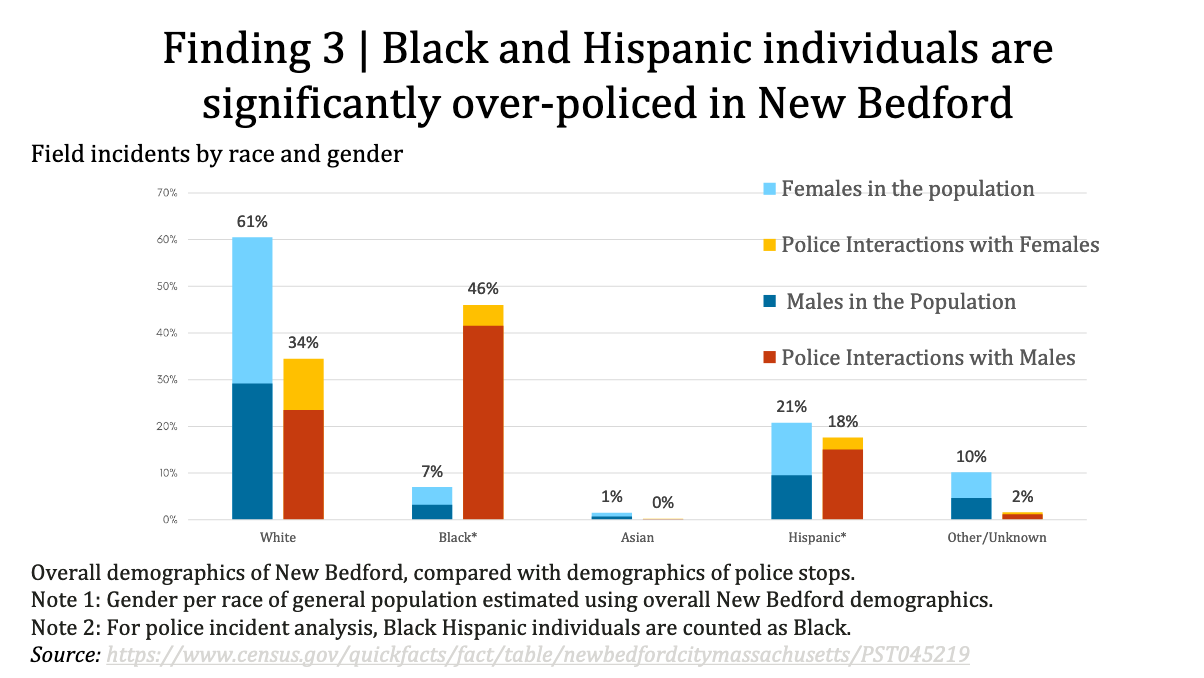 Finding 3 | Black and Hispanic individuals are
significantly over-policed in New Bedford
Field incidents by race and gender
70%
60%
50%
40%
30%
20%
10%
0%
61%
34%
7%
46%
1%
0%
21%
18%
10%
2%
White
Black*
Asian
Hispanic*
Other/Unknown
Females in the population
Police Interactions with Females
Males in the Population
Police Interactions with Males
Overall demographics of New Bedford, compared with demographics of police stops.
Note 1: Gender per race of general population estimated using overall New Bedford demographics.
Note 2: For police incident analysis, Black Hispanic individuals are counted as Black.
Source: https://www.census.gov/quickfacts/fact/table/newbedfordcitymassachusetts/PST045219